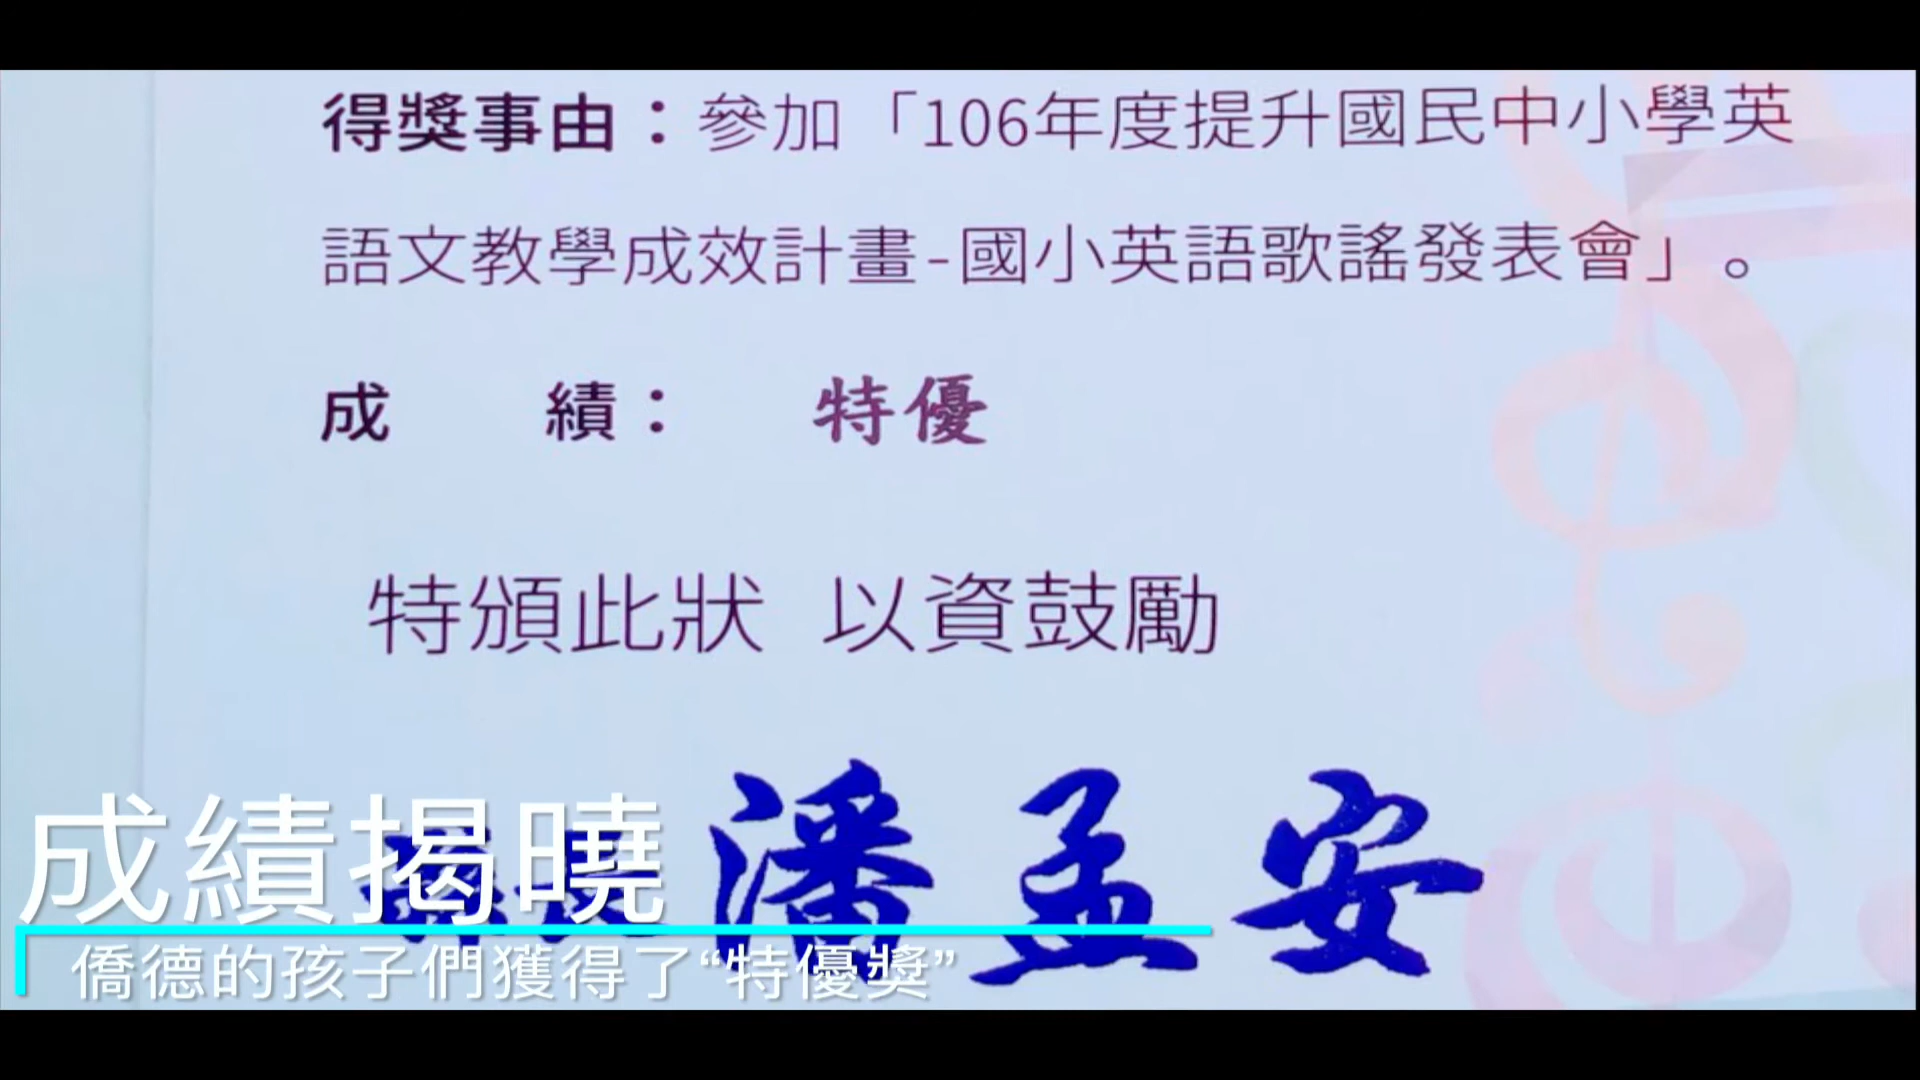 得獎事由：參加「106年度提升國民中小學英
語文教學成效計畫-國小英語歌謠發表會」。
成績：特優
特頒此狀 以資鼓勵
潘孟安
成績揭曉
僑德的孩子們獲得了“特優獎”